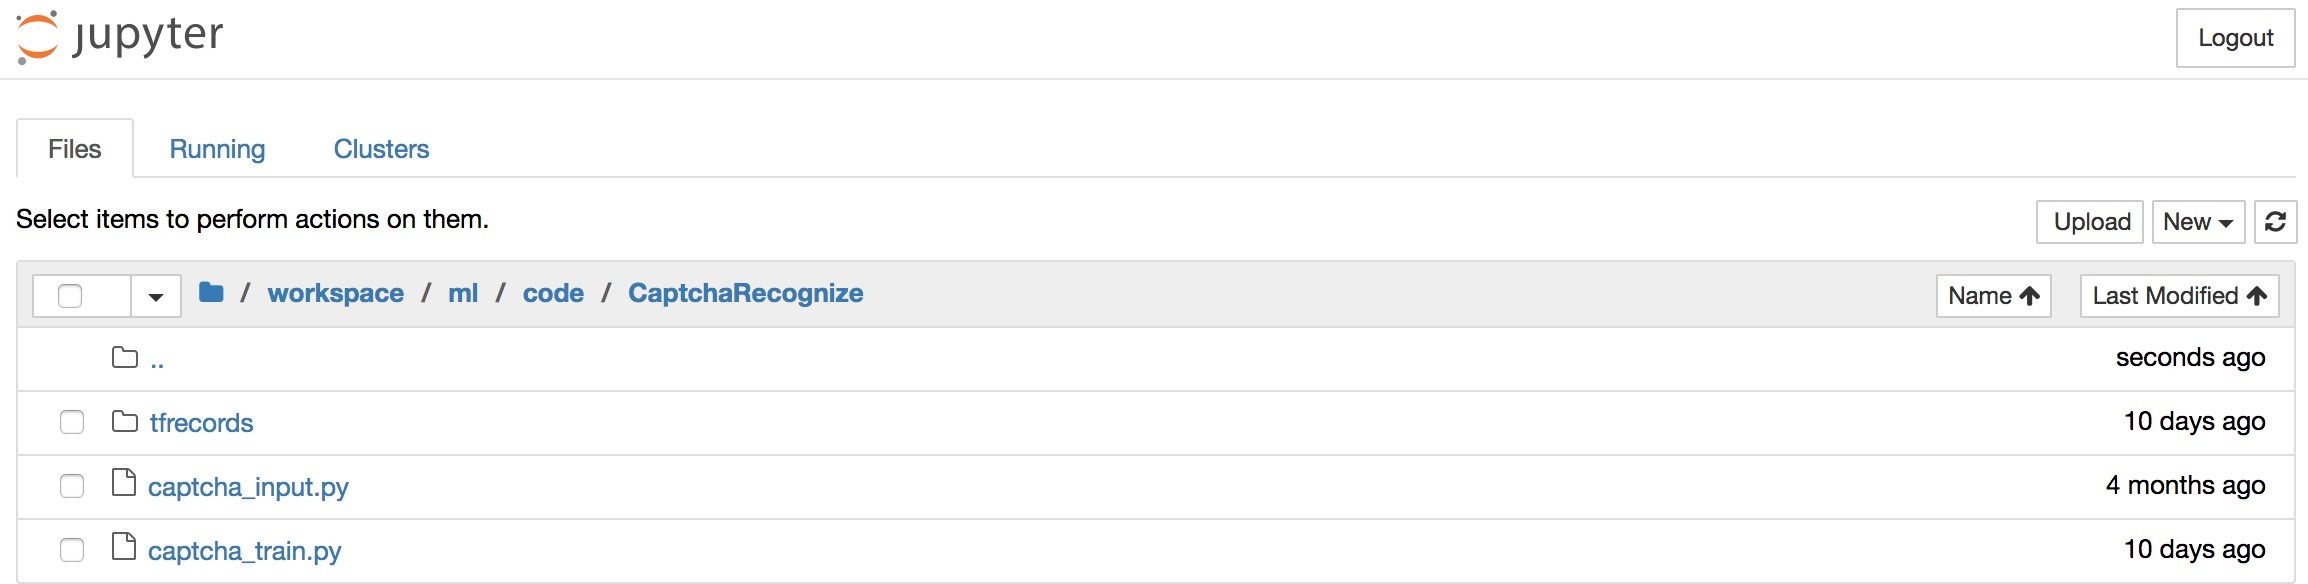 jupyter
Logout
Files Running Clusters
Select items to perform actions on them.
Upload New
/ workspace / ml / code / CaptchaRecognize
Name Last Modified
.. seconds ago
tfrecords 10 days ago
captcha_input.py 4 months ago
captcha_train.py 10 days ago